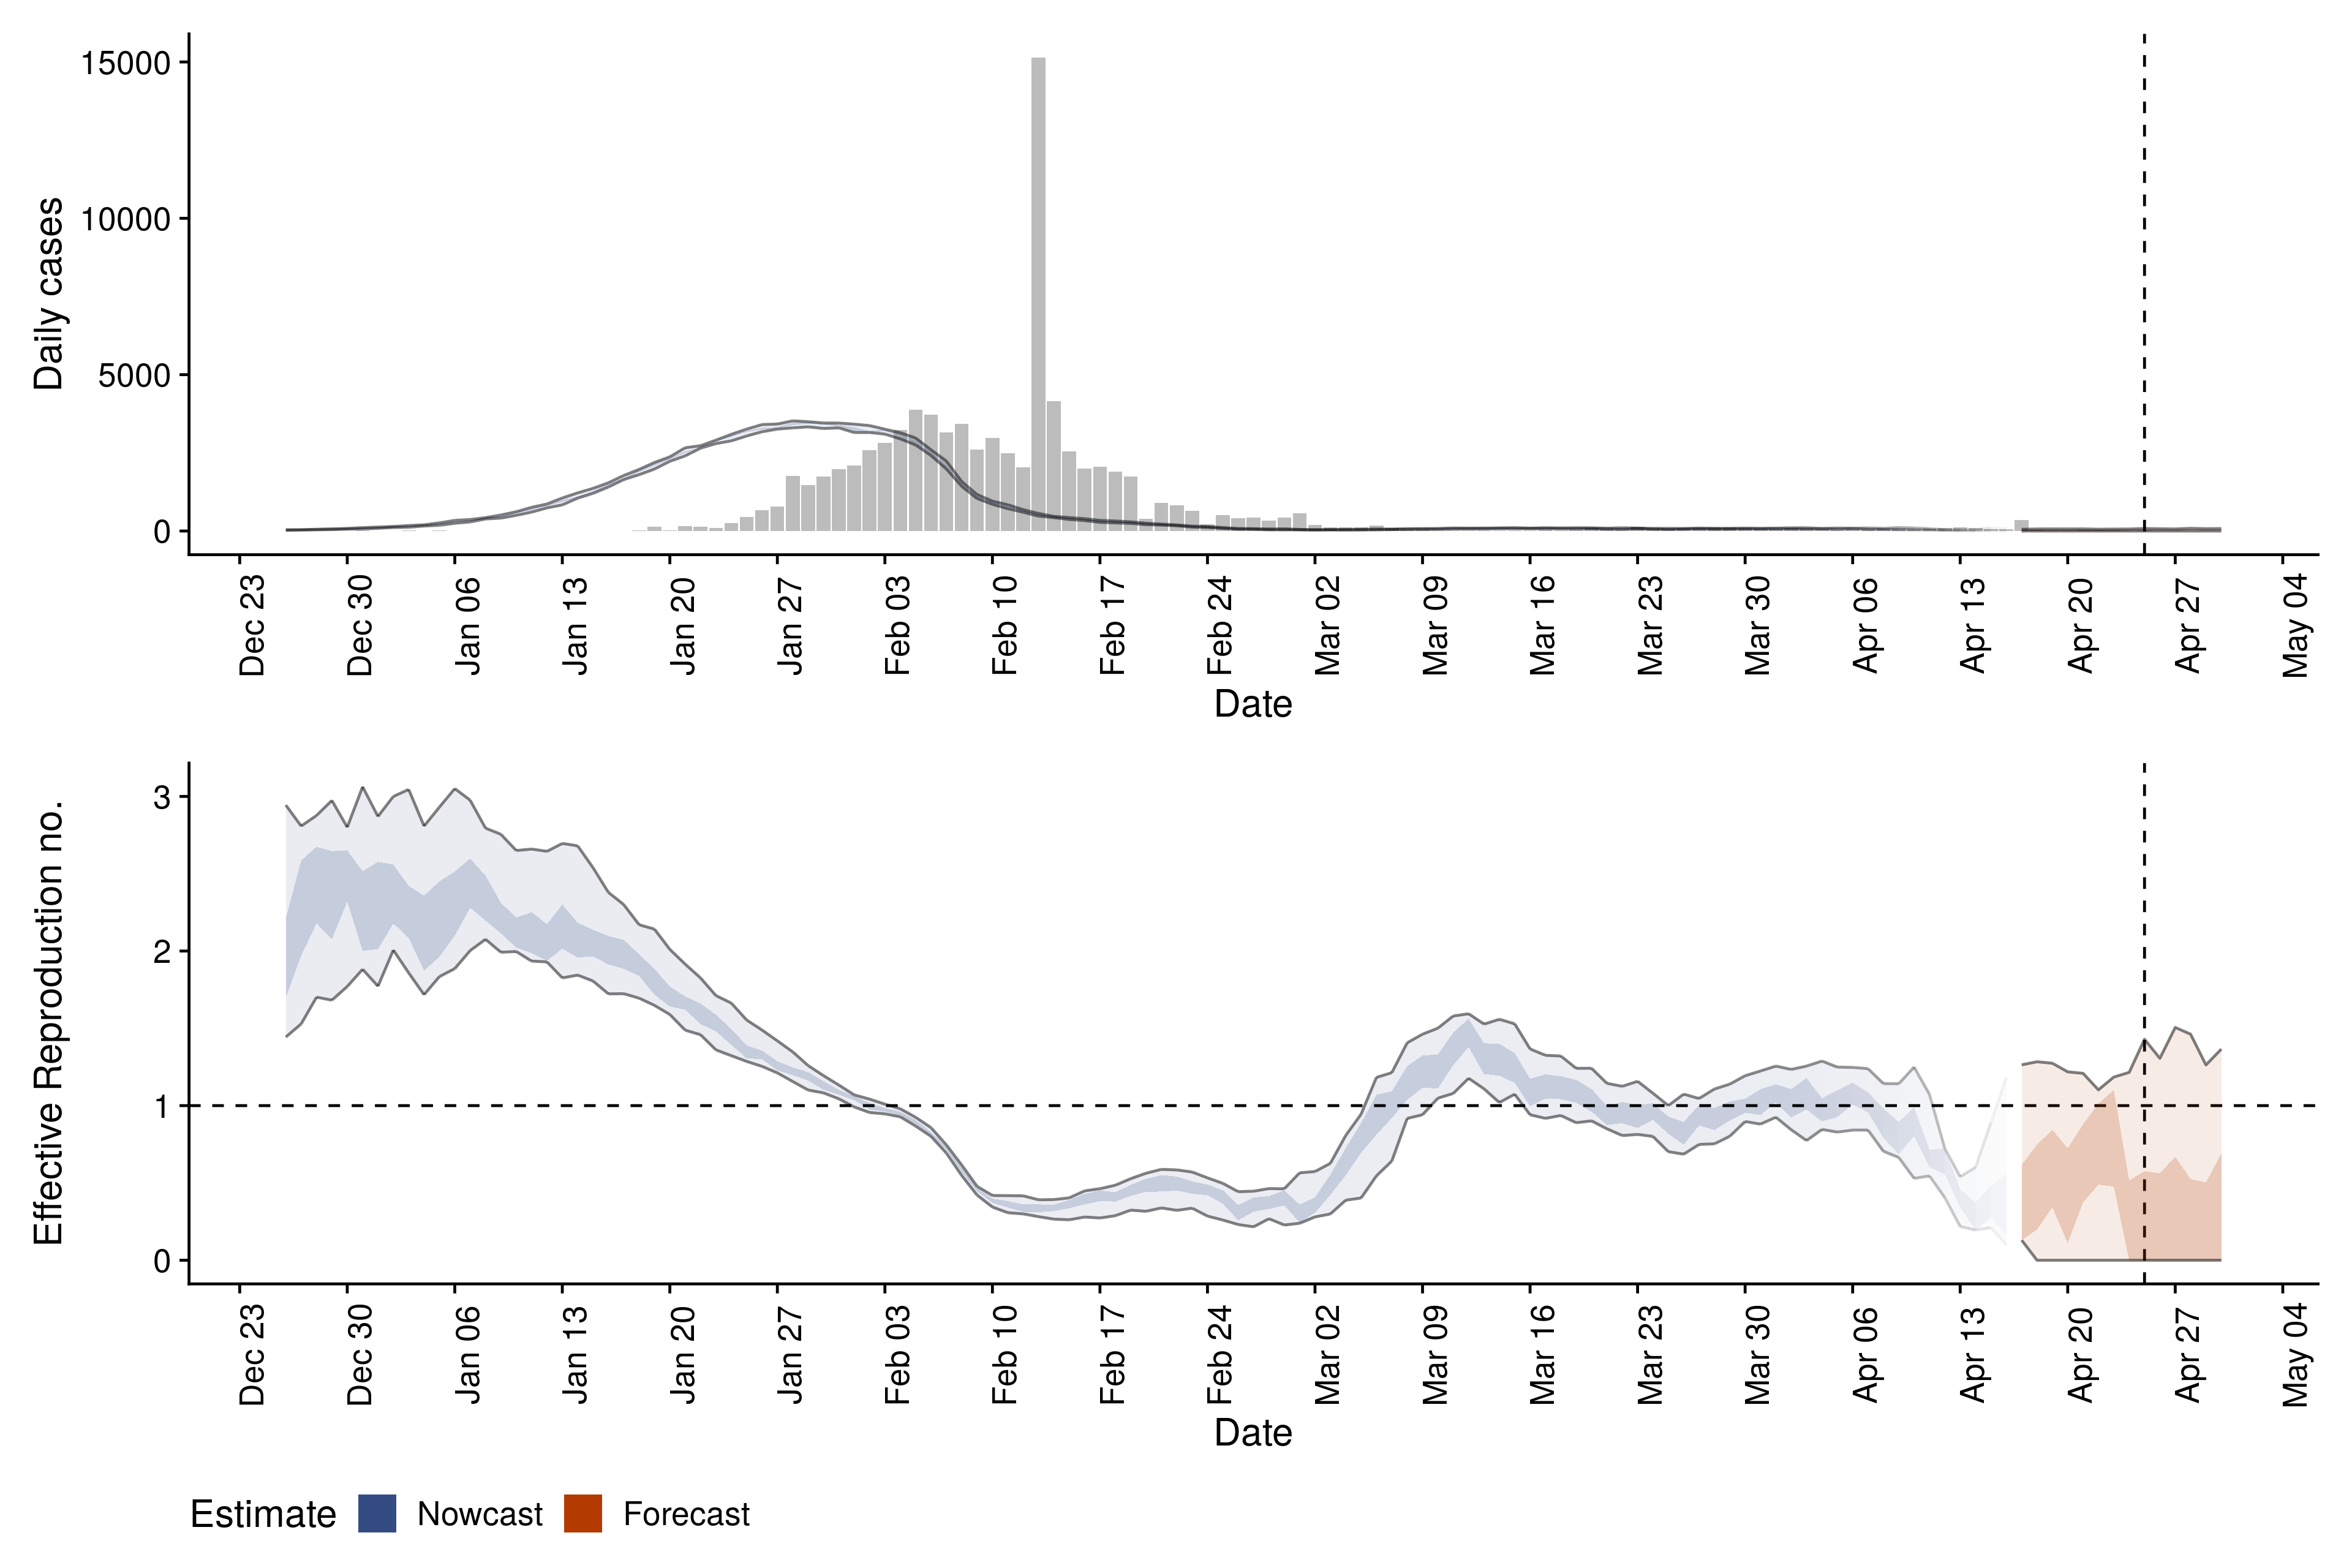 Daily cases
15000
10000
5000
0
Dec 23
Dec 30
Jan 06
Jan 13
Jan 20
Jan 27
Feb 03
Feb 10
Feb 17
Feb 24
Mar 02
Mar 09
Mar 16
Mar 23
Mar 30
Apr 06
Apr 13
Apr 20
Apr 27
May 04
Date
Effective Reproduction no.
3
2
1
0
Dec 23
Dec 30
Jan 06
Jan 13
Jan 20
Jan 27
Feb 03
Feb 10
Feb 17
Feb 24
Mar 02
Mar 09
Mar 16
Mar 23
Mar 30
Apr 06
Apr 13
Apr 20
Apr 27
May 04
Date
Estimate Nowcast Forecast